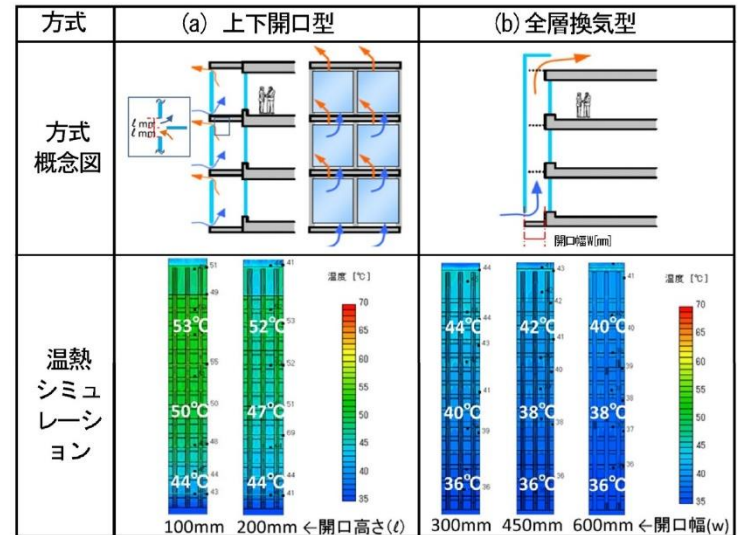 方式
(a) 上下開口型
(b) 全層換気型
方式
概念図
ℓ mm
ℓ mm
開口幅W[mm]
温熱
シミュ
レーシ
ョン
53℃
50℃
44℃
52℃
47℃
44℃
温度 [℃]
70
65
60
55
50
45
40
35
100mm 200mm ←開口高さ(ℓ)
44℃
40℃
36℃
42℃
38℃
36℃
40℃
38℃
36℃
温度 [℃]
70
65
60
55
50
45
40
35
300mm 450mm 600mm ←開口幅(w)